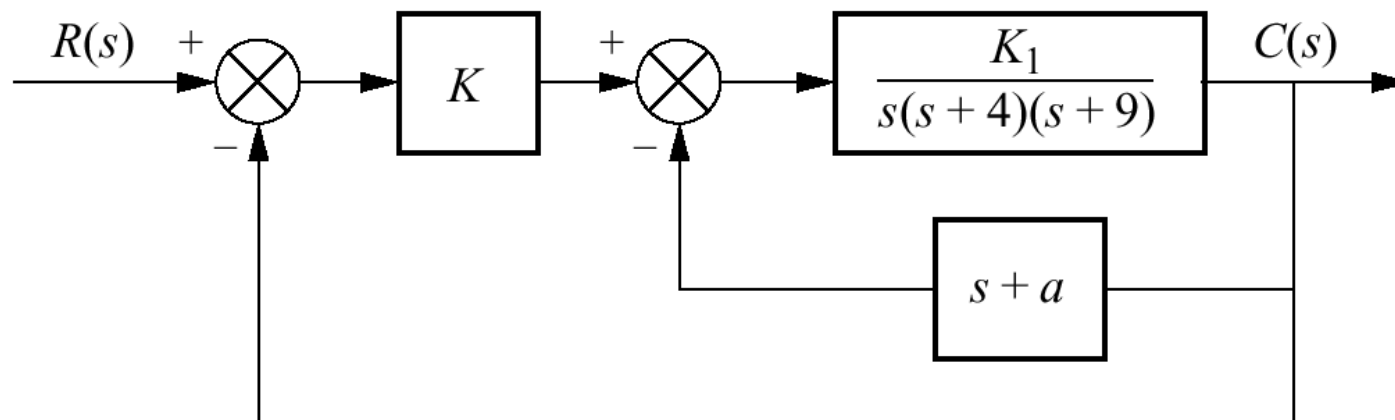 R(s)
+
−
K
+
−
K₁
s(s + 4)(s + 9)
C(s)
s + a